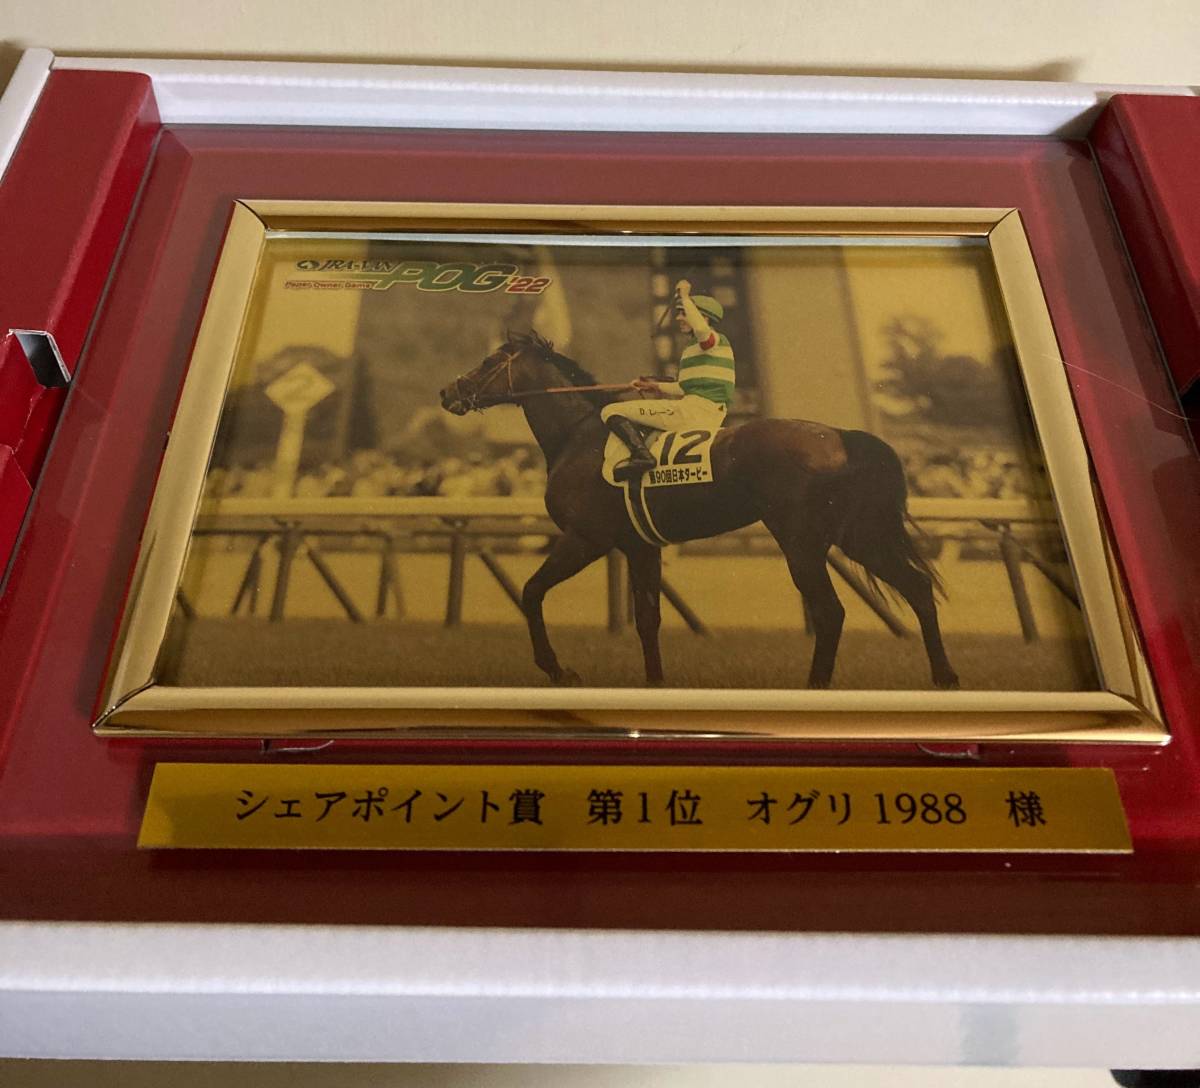 JRA-VAN
POG'22
Paper Owner Game
2
D.レーン
12
第90回日本ダービー
シェアポイント賞 第1位 オグリ1988 様